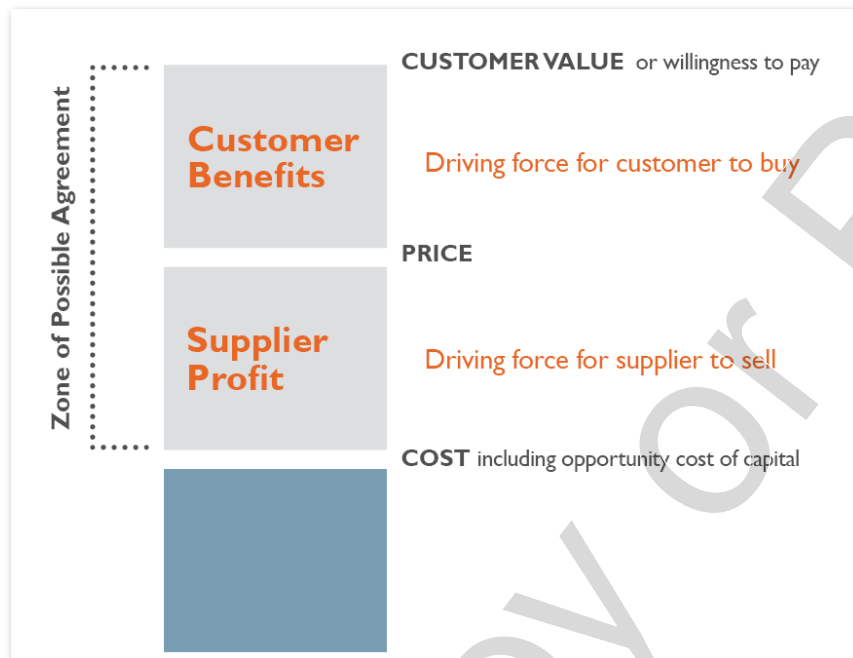 Zone of Possible Agreement
CUSTOMER VALUE or willingness to pay
Customer
Benefits
Driving force for customer to buy
PRICE
Supplier
Profit
Driving force for supplier to sell
COST including opportunity cost of capital
or